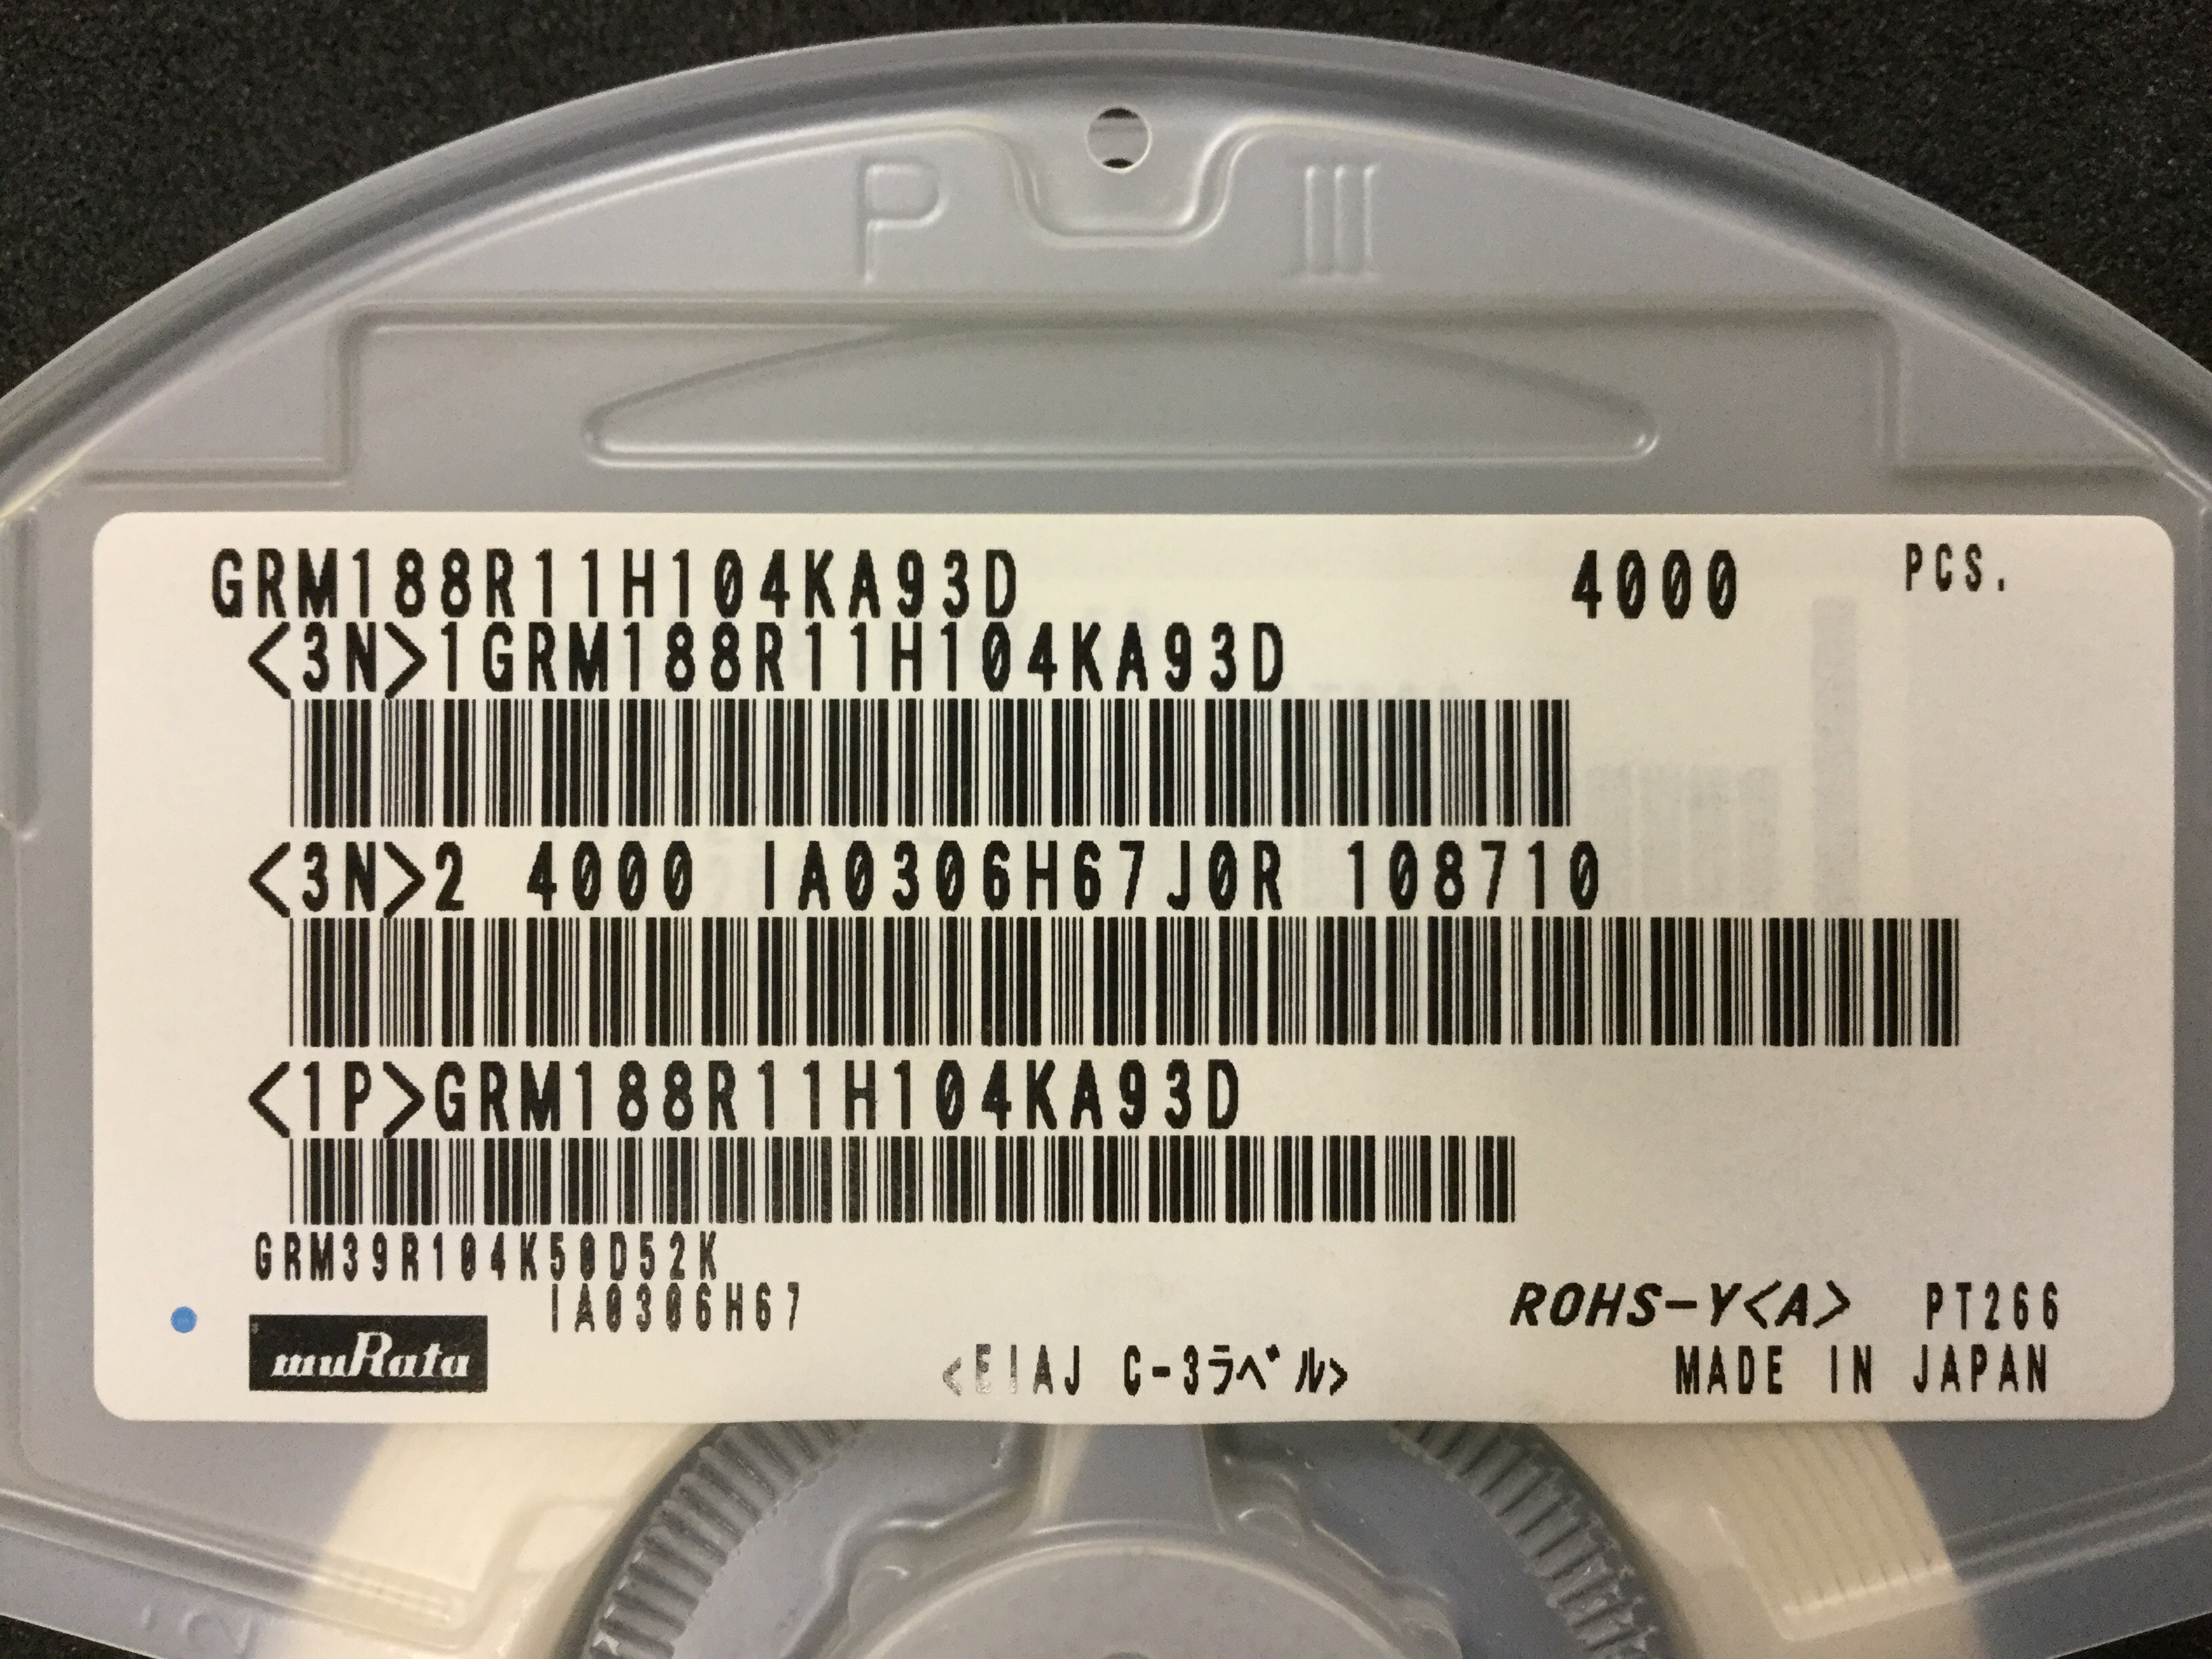 P III
GRM188R11H104KA93D 4000 PCS.
<3N>1GRM188R11H104KA93D
<3N>2 4000 IA0306H67J0R 108710
<1P>GRM188R11H104KA93D
GRM39R104K50D52K
IA0306H67
ROHS-Y<A> PT266
muRata
<EIAJ C-3ラベル>
MADE IN JAPAN